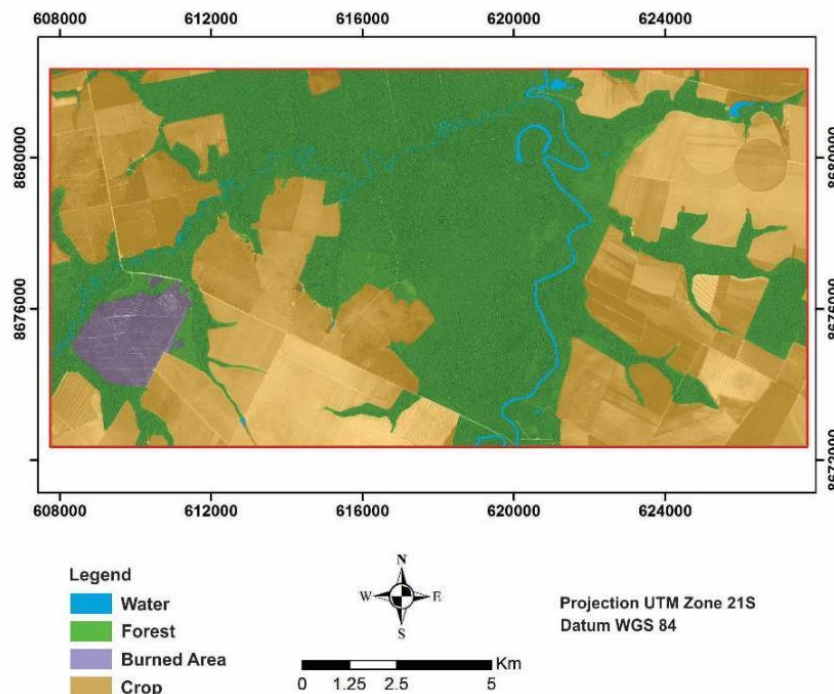 608000 612000 616000 620000 624000
8680000 8680000
8676000 8676000
8672000
608000 612000 616000 620000 624000
Legend
Water
Forest
Burned Area
Crop
N
W E
S
Km
0 1.25 2.5 5
Projection UTM Zone 21S
Datum WGS 84